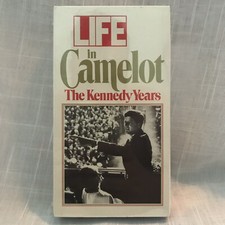 LIFE
In
Camelot
The Kennedy Years